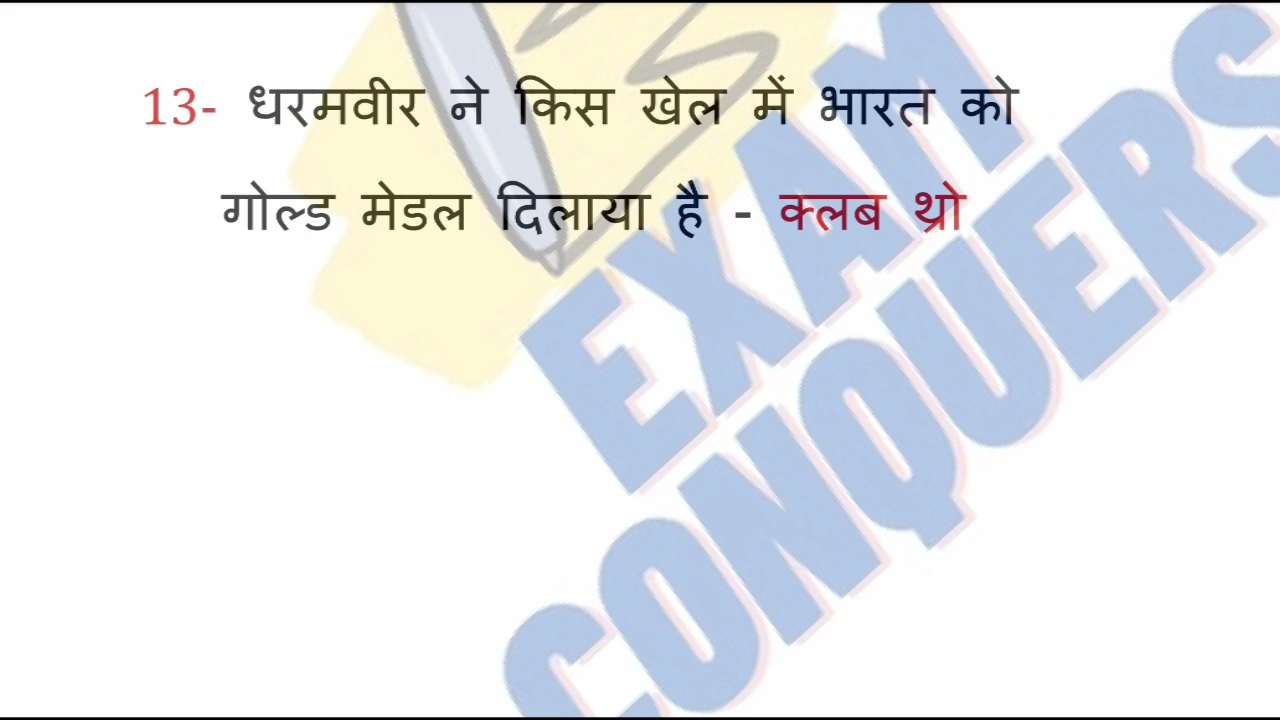 13- धरमवीर ने किस खेल में भारत को
गोल्ड मेडल दिलाया है - क्लब थ्रो
EXAM
CONQUERS